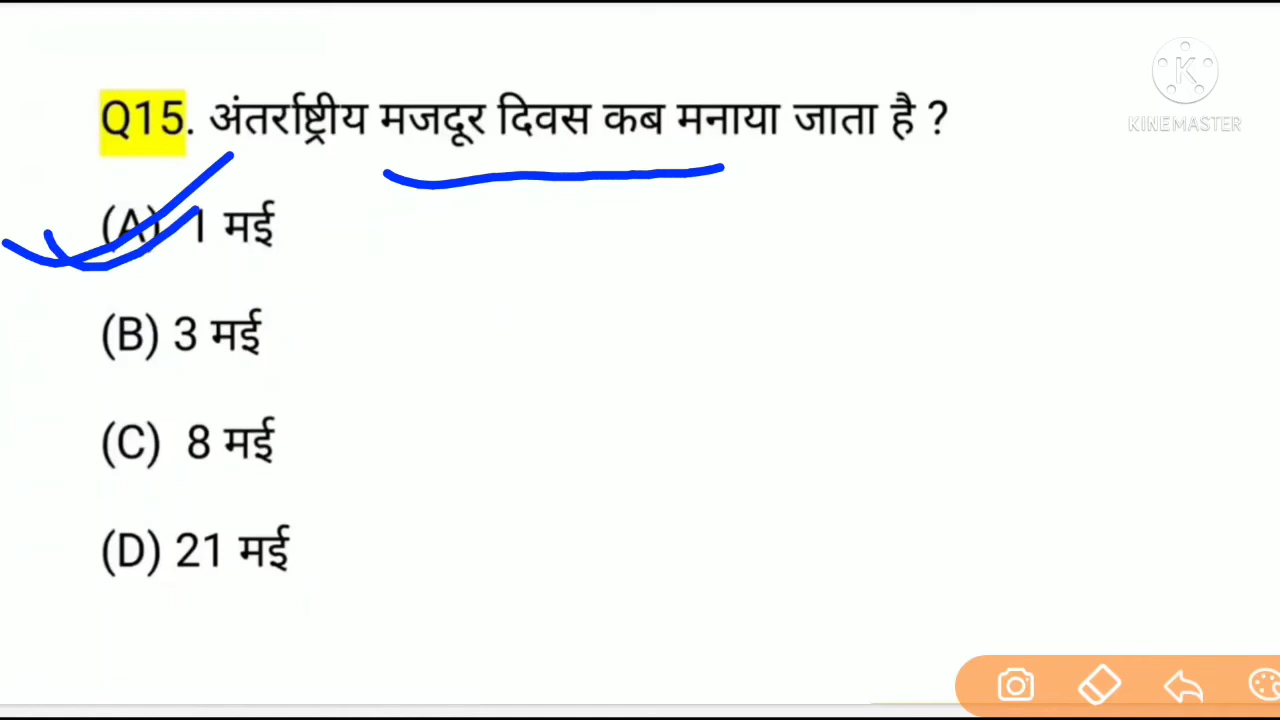 Q15. अंतर्राष्ट्रीय मजदूर दिवस कब मनाया जाता है ?
KINEMASTER
(A) 1 मई
(B) 3 मई
(C) 8 मई
(D) 21 मई